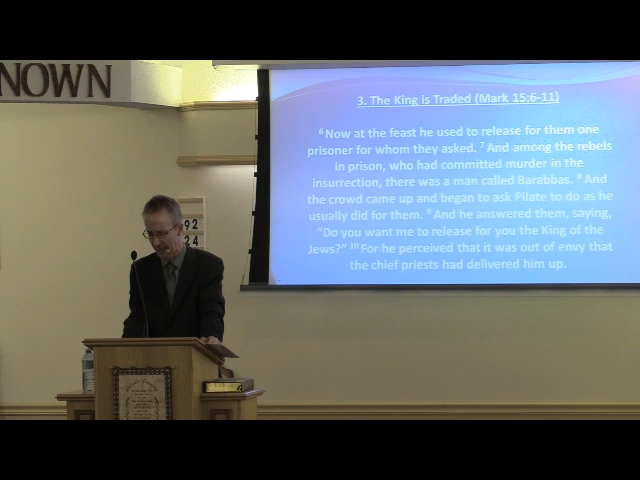 NOWN
3. The King is Traded (Mark 15:6-11)
6 Now at the feast he used to release for them one
prisoner for whom they asked. 7 And among the rebels
in prison, who had committed murder in the
insurrection, there was a man called Barabbas. 8 And
the crowd came up and began to ask Pilate to do as he
usually did for them. 9 And he answered them, saying,
“Do you want me to release for you the King of the
Jews?” 10 For he perceived that it was out of envy that
the chief priests had delivered him up.
92
24